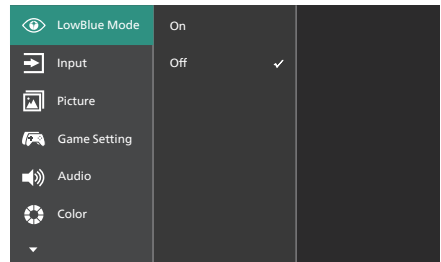 LowBlue Mode
On
Input
Off
Picture
Game Setting
Audio
Color